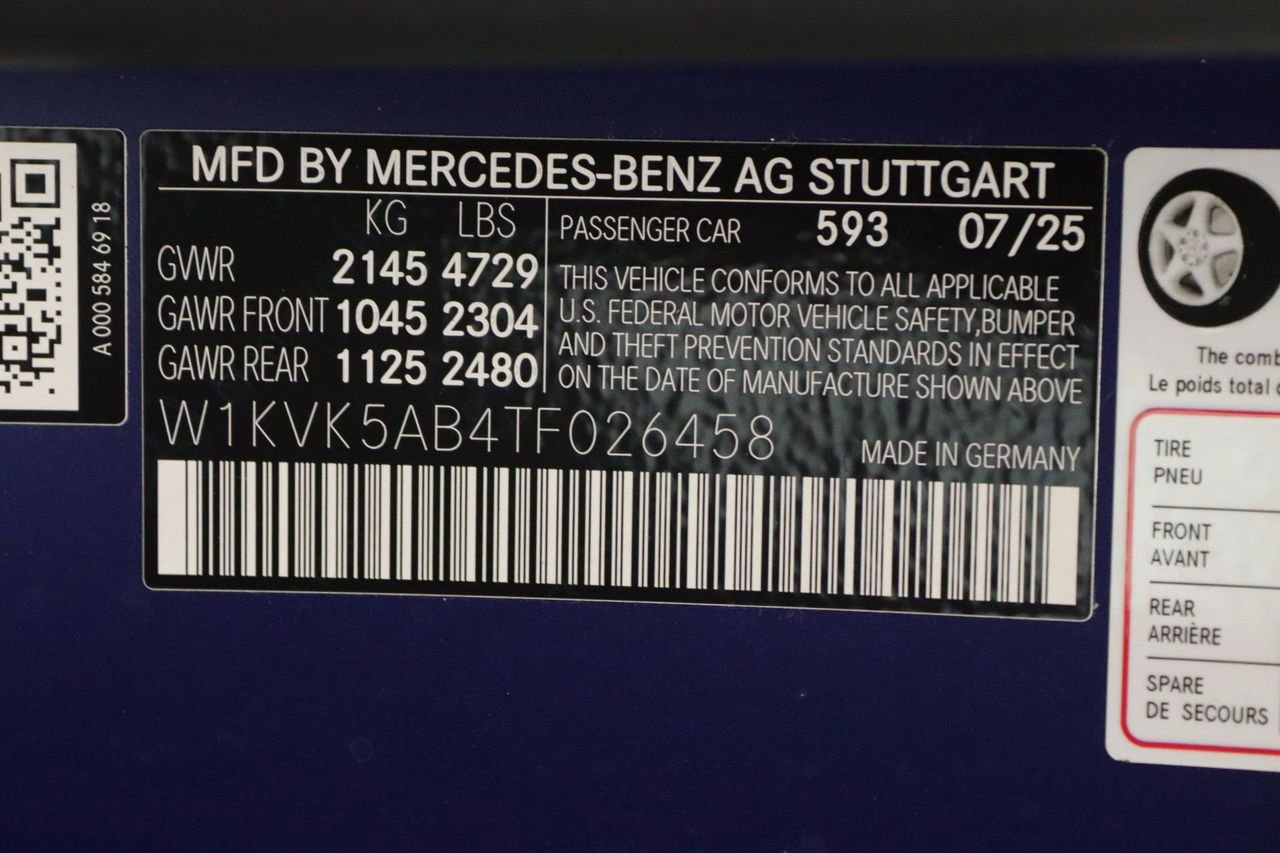 A 000 584 69 18
MFD BY MERCEDES-BENZ AG STUTTGART
KG LBS
GVWR 2145 4729
GAWR FRONT 1045 2304
GAWR REAR 1125 2480
PASSENGER CAR 593 07/25
THIS VEHICLE CONFORMS TO ALL APPLICABLE
U.S. FEDERAL MOTOR VEHICLE SAFETY,BUMPER
AND THEFT PREVENTION STANDARDS IN EFFECT
ON THE DATE OF MANUFACTURE SHOWN ABOVE
W1KVK5AB4TF026458
MADE IN GERMANY
The comb
Le poids total
TIRE
PNEU
FRONT
AVANT
REAR
ARRIÈRE
SPARE
DE SECOURS